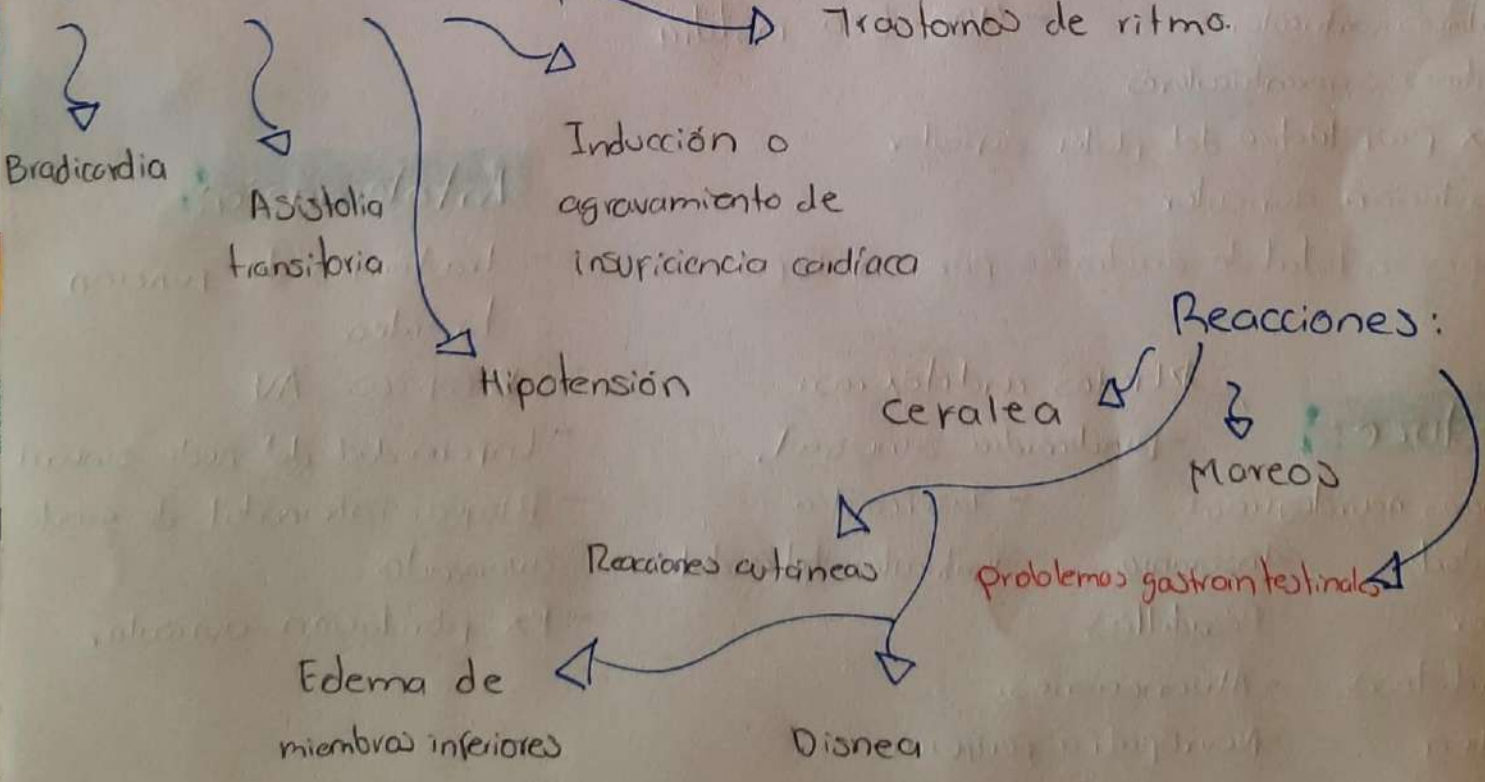 Trastornos de ritmo.
Bradicardia
Asistolia
transitoria
Inducción o
agravamiento de
insuficiencia cardíaca
Hipotensión
Reacciones:
ceralea
Mareos
Reacciones cutáneas
problemas gastrointestinales
Edema de
miembros inferiores
Disnea